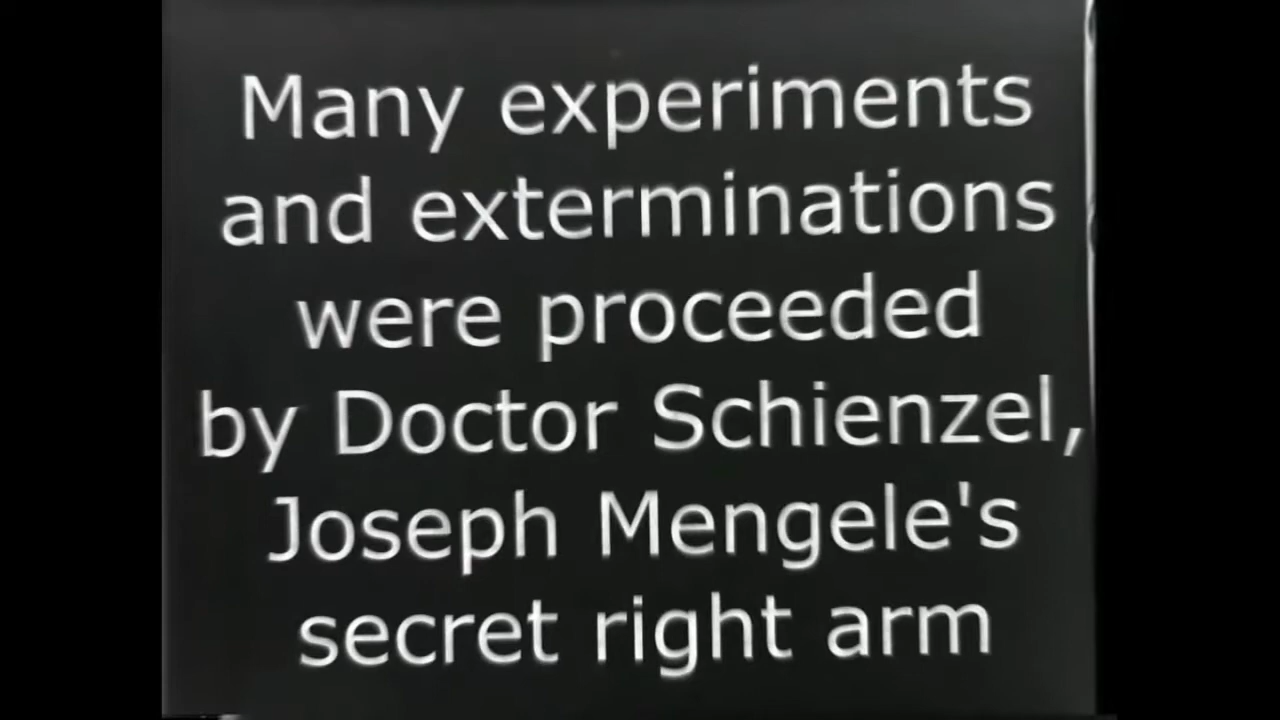 Many experiments
and exterminations
were proceeded
by Doctor Schienzel,
Joseph Mengele's
secret right arm